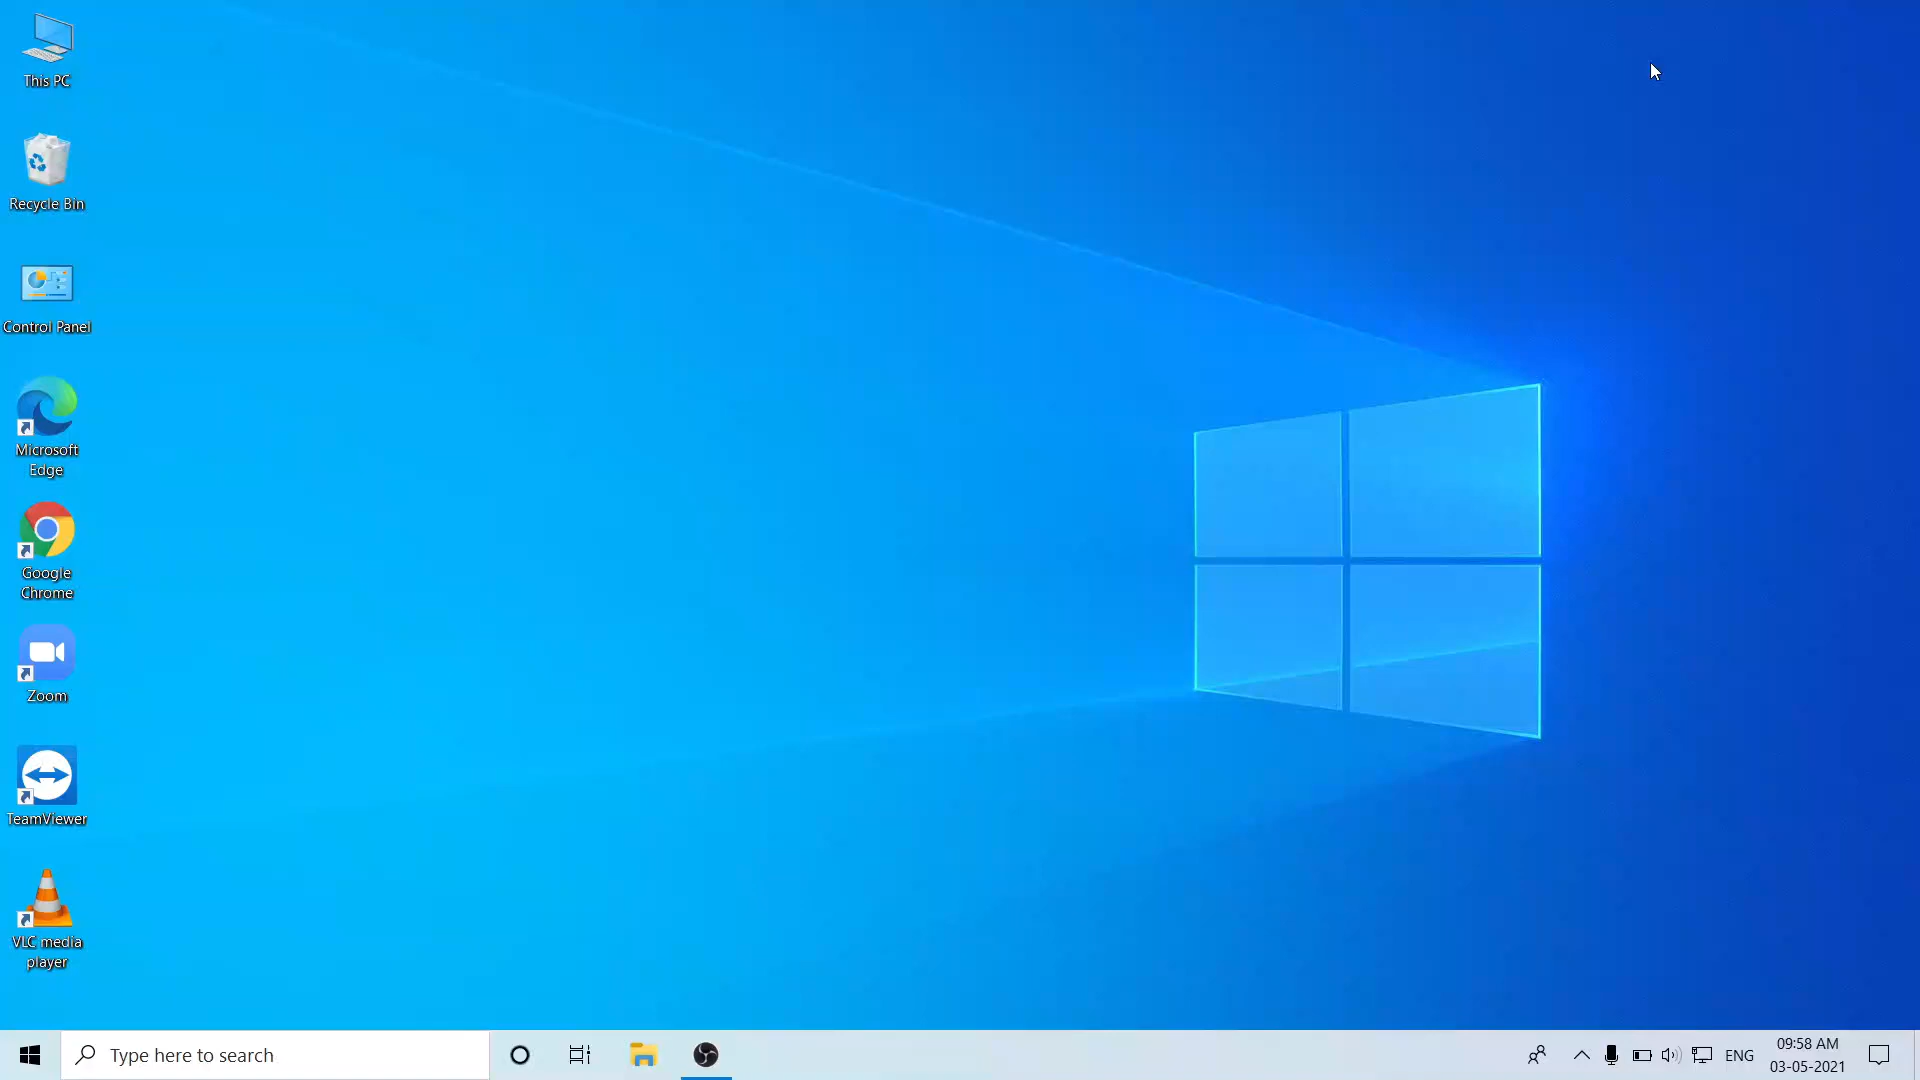 This PC
Recycle Bin
Control Panel
Microsoft
Edge
Google
Chrome
Zoom
TeamViewer
VLC media
player
Type here to search
ENG
09:58 AM
03-05-2021